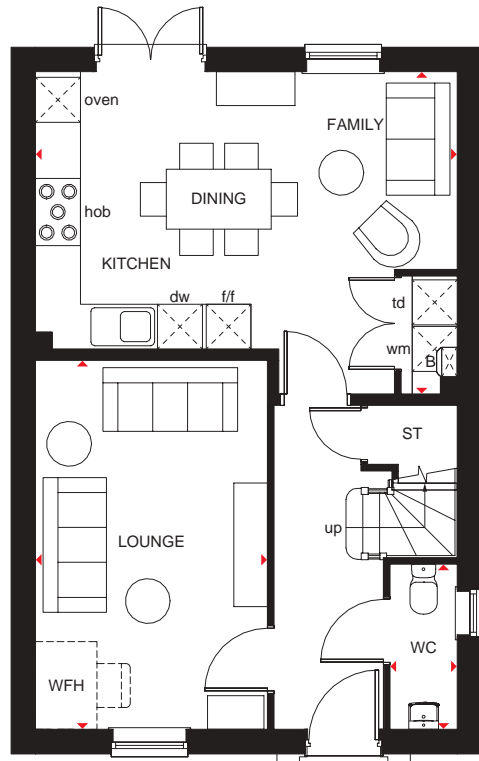 oven
FAMILY
DINING
hob
KITCHEN
dw
f/f
td
wm
B
ST
up
LOUNGE
WC
WFH